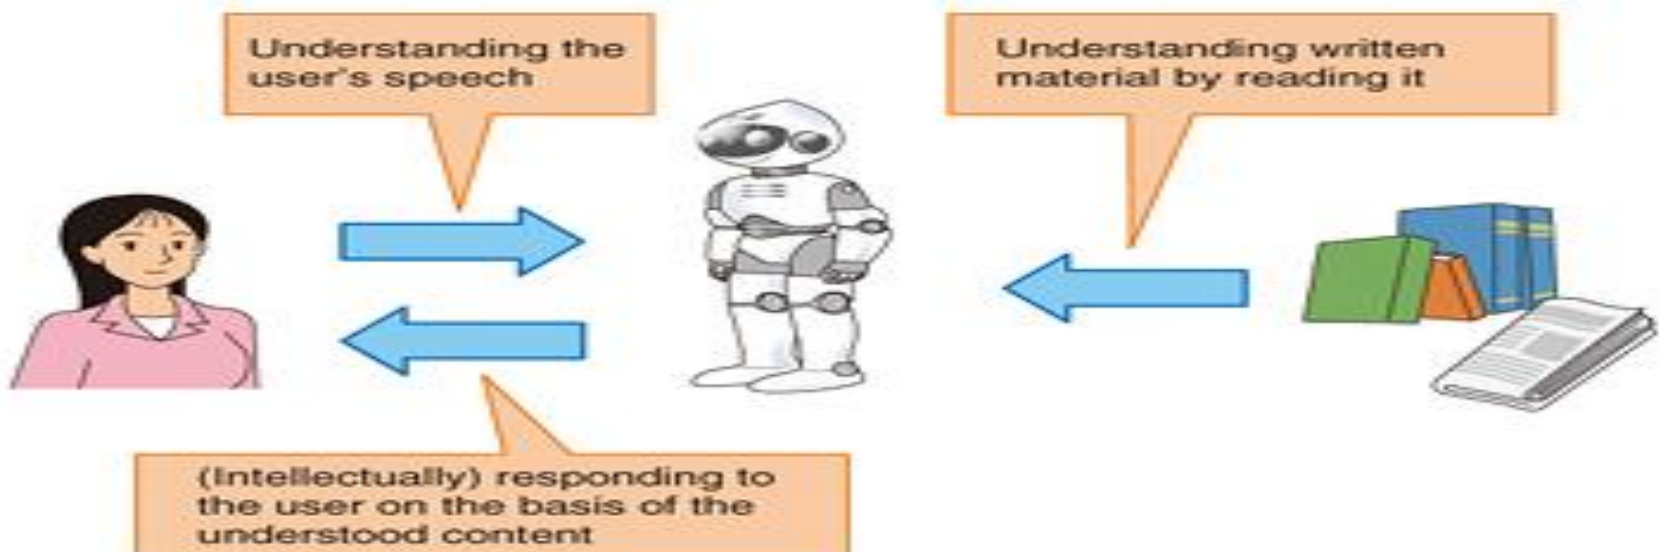 Understanding the
user's speech
Understanding written
material by reading it
(Intellectually) responding to
the user on the basis of the
understood content